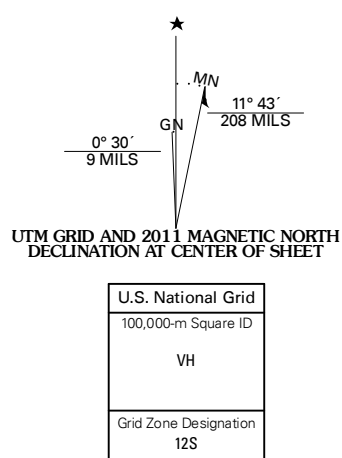 MN
11° 43´
208 MILS
GN
0° 30´
9 MILS
UTM GRID AND 2011 MAGNETIC NORTH
DECLINATION AT CENTER OF SHEET
U.S. National Grid
100,000-m Square ID
VH
Grid Zone Designation
12S